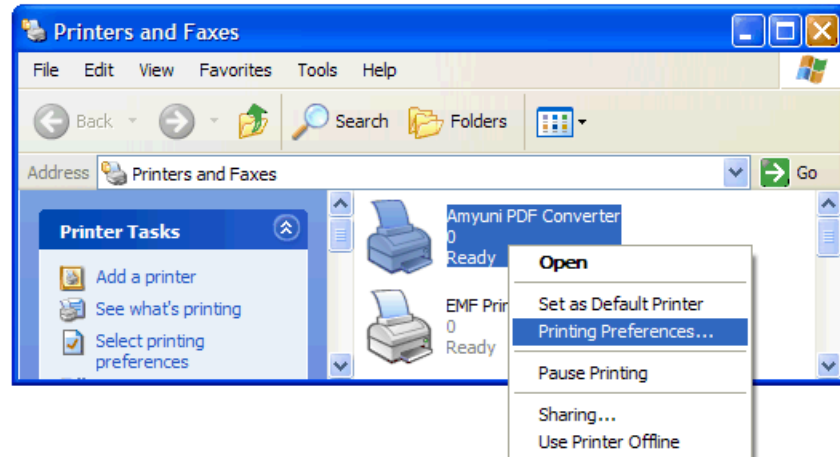 Printers and Faxes
File Edit View Favorites Tools Help
Back Search Folders
Address Printers and Faxes Go
Printer Tasks
Add a printer
See what's printing
Select printing
preferences
Amyuni PDF Converter
0
Ready
EMF Prin
0
Ready
Open
Set as Default Printer
Printing Preferences...
Pause Printing
Sharing...
Use Printer Offline